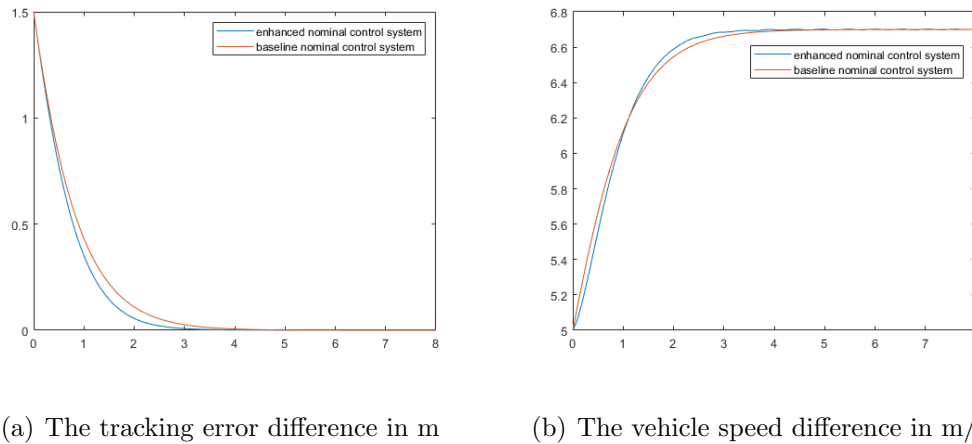 1.5
1
0.5
0
0 1 2 3 4 5 6 7 8
enhanced nominal control system
baseline nominal control system
6.8
6.6
6.4
6.2
6
5.8
5.6
5.4
5.2
5
0 1 2 3 4 5 6 7
enhanced nominal control system
baseline nominal control system
(a) The tracking error difference in m
(b) The vehicle speed difference in m/